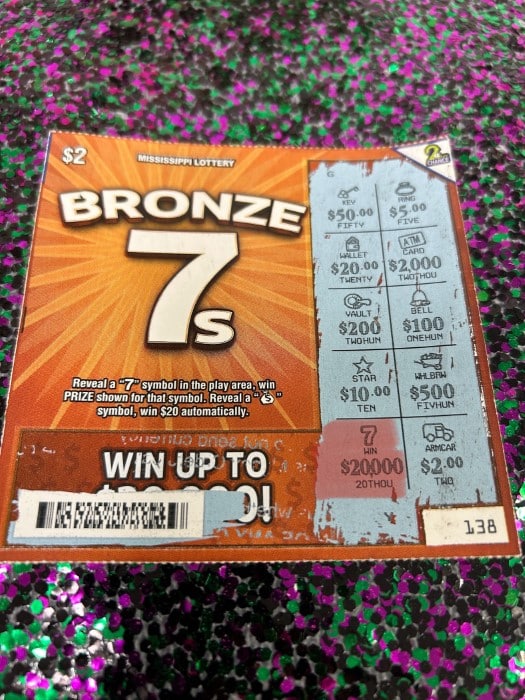 $2
MISSISSIPPI LOTTERY
2ND
CHANCE
BRONZE
7s
Reveal a "7" symbol in the play area, win
PRIZE shown for that symbol. Reveal a " "
symbol, win $20 automatically.
WIN UP TO
0!
KEY
$50.00
FIFTY
RING
$5.00
FIVE
WALLET
$20.00
TWENTY
ATM
CARD
$2,000
TWOTHOU
VAULT
$200
TWOHUN
BELL
$100
ONEHUN
STAR
$10.00
TEN
WHLBRW
$500
FIVHUN
7
WIN
$20,000
20THOU
ARMCAR
$2.00
TWO
138